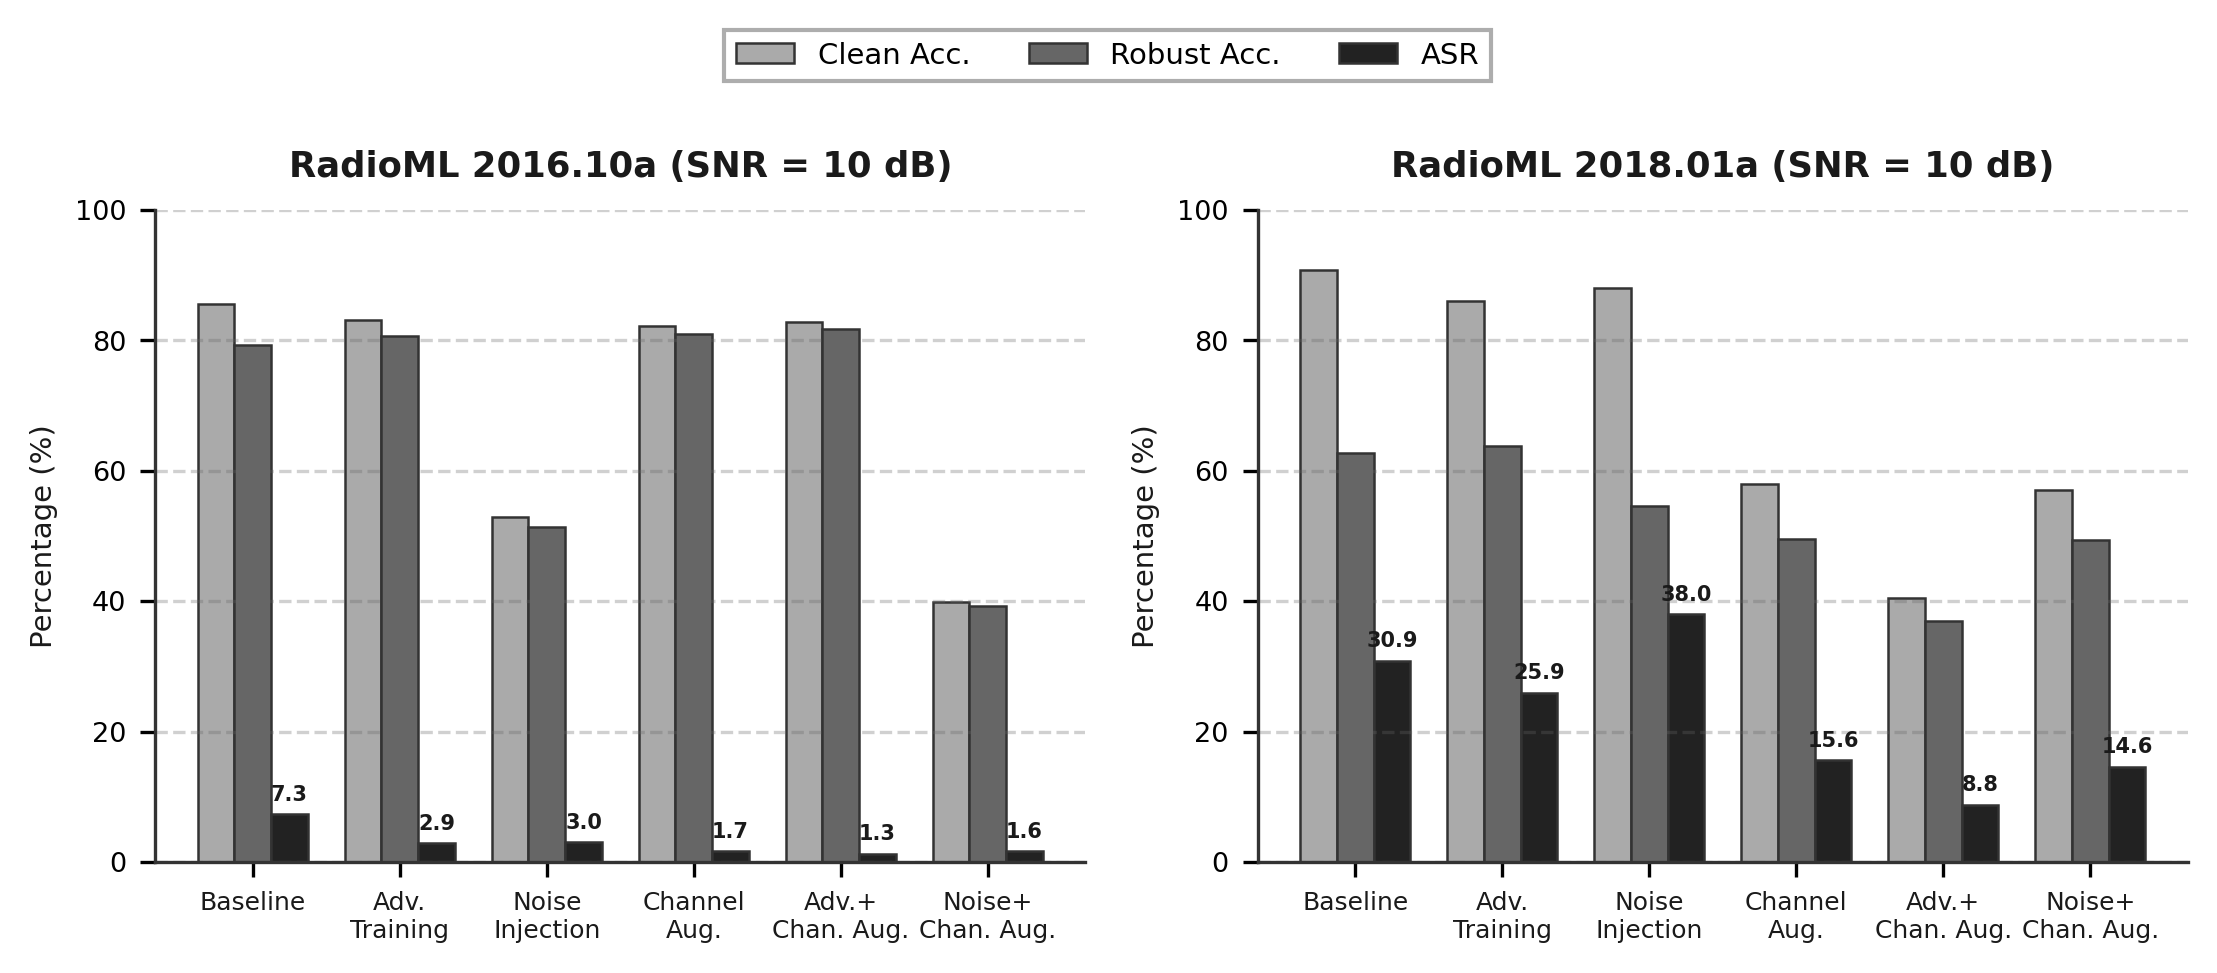 Clean Acc. Robust Acc. ASR
RadioML 2016.10a (SNR = 10 dB)
Percentage (%)
100
80
60
40
20
0
7.3
2.9
3.0
1.7
1.3
1.6
Baseline
Adv.
Training
Noise
Injection
Channel
Aug.
Adv.+
Chan. Aug.
Noise+
Chan. Aug.
RadioML 2018.01a (SNR = 10 dB)
Percentage (%)
100
80
60
40
20
0
30.9
25.9
38.0
15.6
8.8
14.6
Baseline
Adv.
Training
Noise
Injection
Channel
Aug.
Adv.+
Chan. Aug.
Noise+
Chan. Aug.